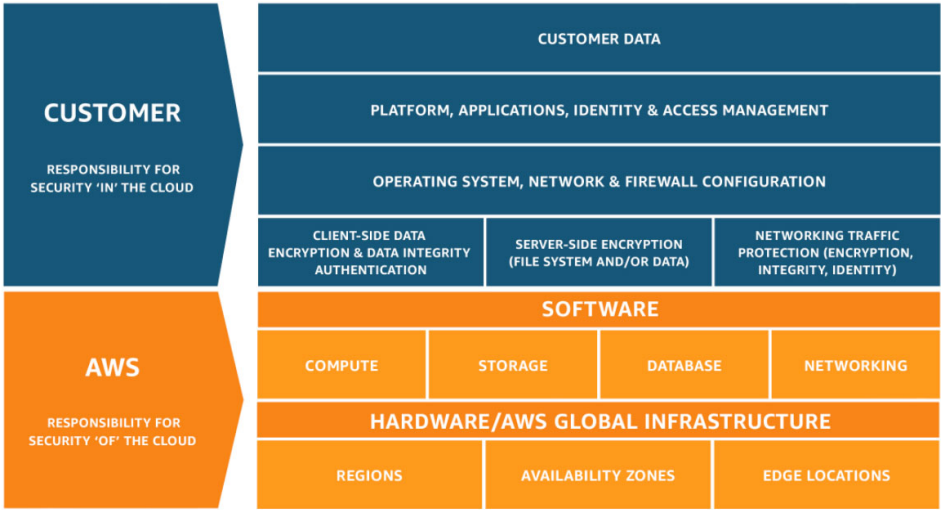 CUSTOMER
RESPONSIBILITY FOR
SECURITY ‘IN’ THE CLOUD
CUSTOMER DATA
PLATFORM, APPLICATIONS, IDENTITY & ACCESS MANAGEMENT
OPERATING SYSTEM, NETWORK & FIREWALL CONFIGURATION
CLIENT-SIDE DATA
ENCRYPTION & DATA INTEGRITY
AUTHENTICATION
SERVER-SIDE ENCRYPTION
(FILE SYSTEM AND/OR DATA)
NETWORKING TRAFFIC
PROTECTION (ENCRYPTION,
INTEGRITY, IDENTITY)
AWS
RESPONSIBILITY FOR
SECURITY ‘OF’ THE CLOUD
SOFTWARE
COMPUTE
STORAGE
DATABASE
NETWORKING
HARDWARE/AWS GLOBAL INFRASTRUCTURE
REGIONS
AVAILABILITY ZONES
EDGE LOCATIONS